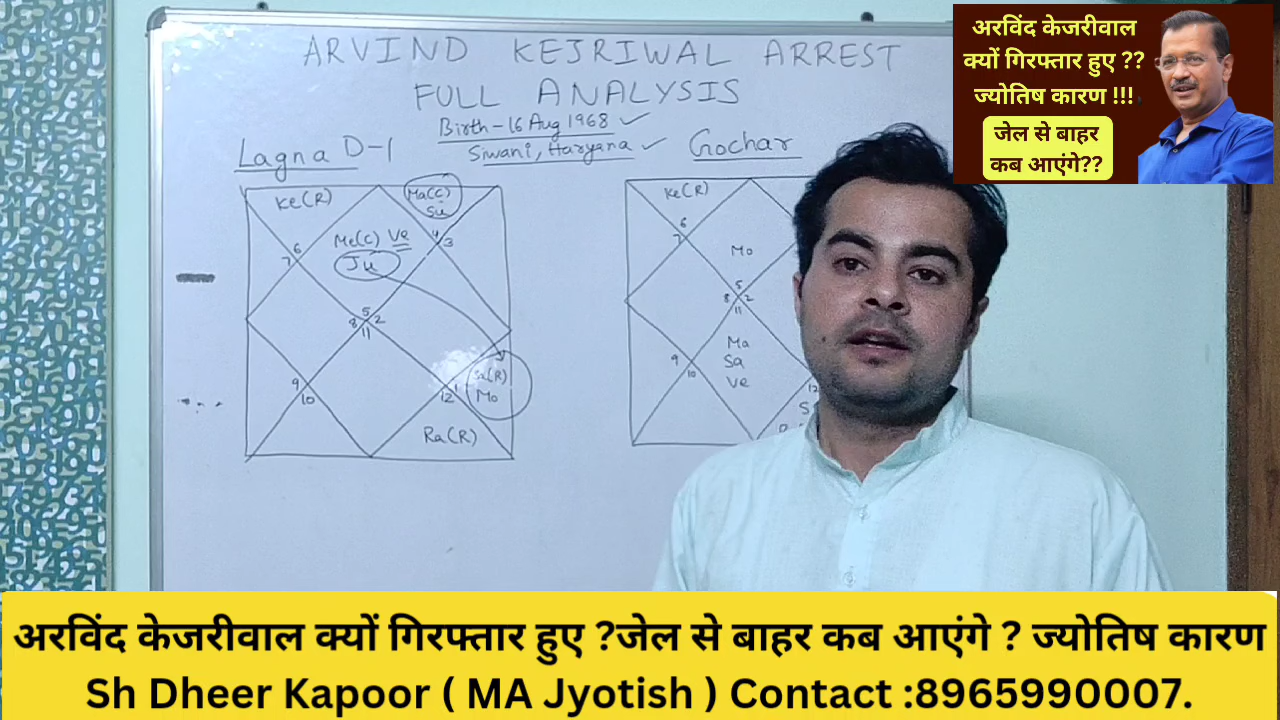 ARVIND KEJRIWAL ARREST
FULL ANALYSIS
Birth-16 Aug 1968 ✓
Siwani, Haryana ✓
Lagna D-1
Ke(R)
Ma(C)
Su
Me(C) Ve
Ju
6
7
4
3
5
8 2
11
9
10
1
12
Sa(R)
Mo
Ra(R)
Gochar
Ke(R)
6
7
Mo
5
8 2
11
Ma
Sa
Ve
9
10
12
S
अरविंद केजरीवाल
क्यों गिरफ्तार हुए ??
ज्योतिष कारण !!!
जेल से बाहर
कब आएंगे??
अरविंद केजरीवाल क्यों गिरफ्तार हुए ?जेल से बाहर कब आएंगे ? ज्योतिष कारण
Sh Dheer Kapoor ( MA Jyotish ) Contact :8965990007.